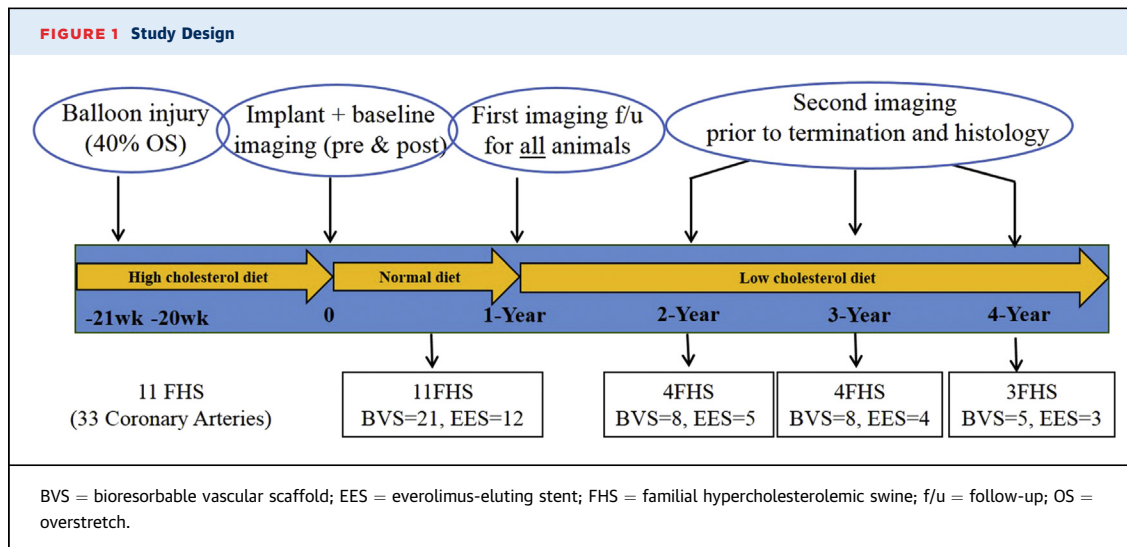 FIGURE 1 Study Design
Balloon injury
(40% OS)
Implant + baseline
imaging (pre & post)
First imaging f/u
for all animals
Second imaging
prior to termination and histology
High cholesterol diet
Normal diet
Low cholesterol diet
-21wk -20wk
0
1-Year
2-Year
3-Year
4-Year
11 FHS
(33 Coronary Arteries)
11FHS
BVS=21, EES=12
4FHS
BVS=8, EES=5
4FHS
BVS=8, EES=4
3FHS
BVS=5, EES=3
BVS = bioresorbable vascular scaffold; EES = everolimus-eluting stent; FHS = familial hypercholesterolemic swine; f/u = follow-up; OS =
overstretch.